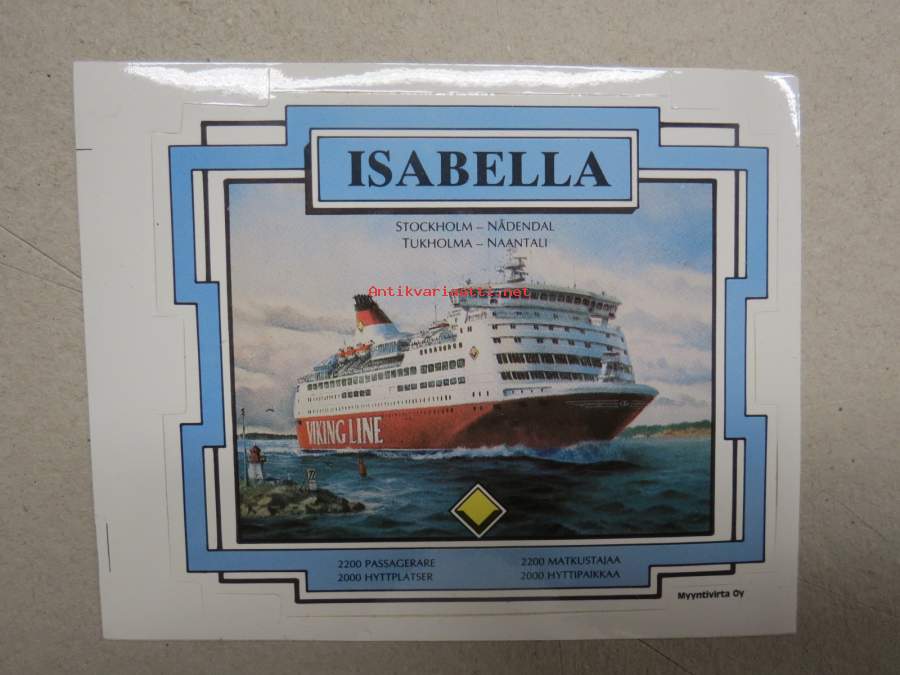 ISABELLA
STOCKHOLM – NÅDENDAL
TUKHOLMA – NAANTALI
Antikvariaatti.net
VIKING LINE
2200 PASSAGERARE
2000 HYTTPLATSER
2200 MATKUSTAJAA
2000 HYTTIPAIKKAA
Myyntivirta Oy